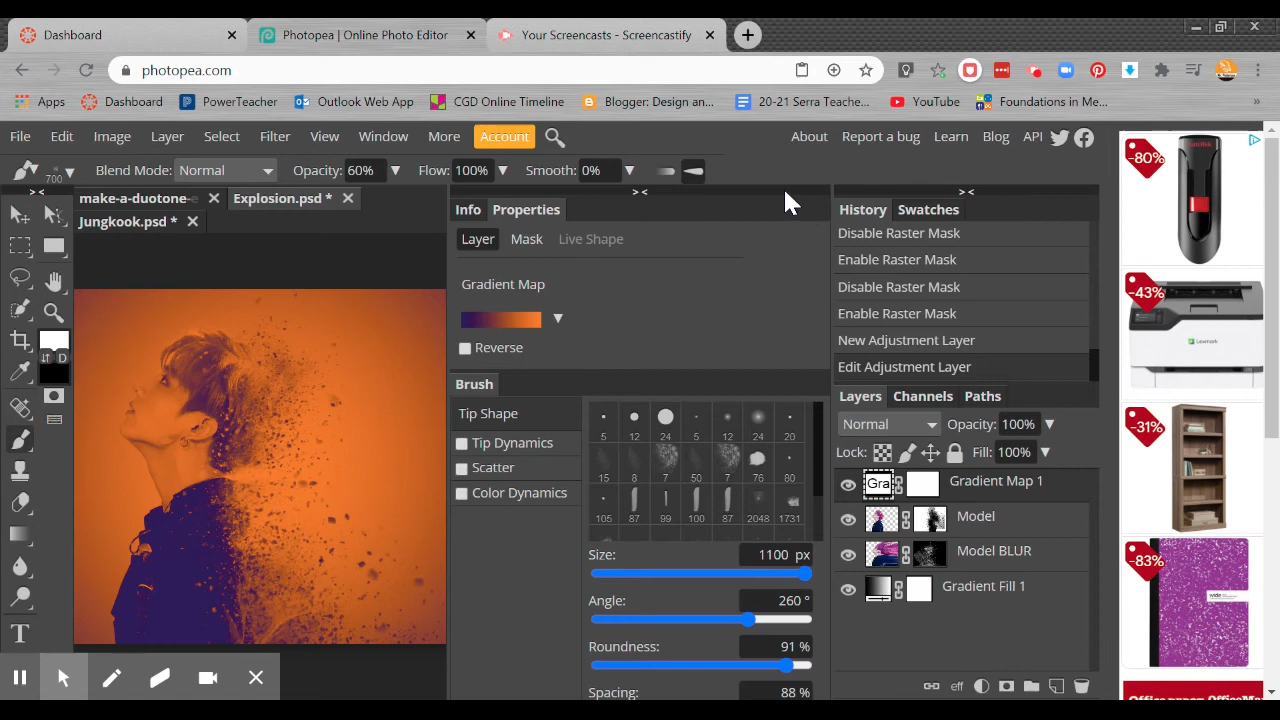 Dashboard
Photopea | Online Photo Editor
Your Screencasts - Screencastify
photopea.com
Apps
Dashboard
PowerTeach...
Outlook Web App
CGD Online Timeline
Blogger: Design an...
20-21 Serra Teache...
YouTube
Foundations in Me...
»
File Edit Image Layer Select Filter View Window More Account
About Report a bug Learn Blog API
700 Blend Mode: Normal Opacity: 60% Flow: 100% Smooth: 0%
> <
make-a-duotone-e
Explosion.psd *
Jungkook.psd *
D
T
> <
Info Properties
Layer Mask Live Shape
Gradient Map
Reverse
Brush
Tip Shape
Tip Dynamics
Scatter
Color Dynamics
5 12 24 5 12 24 20
15 8 7 50 7 76 80
105 87 99 100 87 2048 1731
Size: 1100 px
Angle: 260 °
Roundness: 91 %
Spacing: 88 %
> <
History Swatches
Disable Raster Mask
Enable Raster Mask
Disable Raster Mask
Enable Raster Mask
New Adjustment Layer
Edit Adjustment Layer
Layers Channels Paths
Normal Opacity: 100%
Lock: Fill: 100%
Gra Gradient Map 1
Model
Model BLUR
Gradient Fill 1
eff
-80%
SanDisk
-43%
Lexmark
-31%
-83%
wide